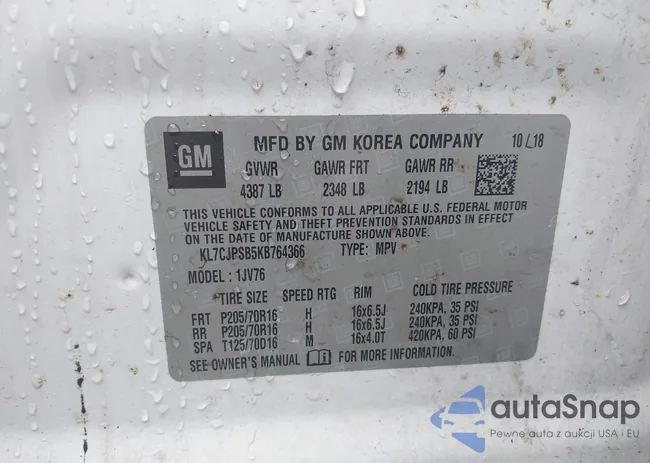 GM MFD BY GM KOREA COMPANY 10/18
GVWR GAWR FRT GAWR RR
4387 LB 2348 LB 2194 LB
THIS VEHICLE CONFORMS TO ALL APPLICABLE U.S. FEDERAL MOTOR
VEHICLE SAFETY AND THEFT PREVENTION STANDARDS IN EFFECT
ON THE DATE OF MANUFACTURE SHOWN ABOVE.
KL7CJPSB5KB764366 TYPE: MPV
MODEL : 1JV76
TIRE SIZE SPEED RTG RIM COLD TIRE PRESSURE
FRT P205/70R16 H 16x6.5J 240KPA, 35 PSI
RR P205/70R16 H 16x6.5J 240KPA, 35 PSI
SPA T125/70D16 M 16x4.0T 420KPA, 60 PSI
SEE OWNER'S MANUAL FOR MORE INFORMATION.
autoSnap
Pewne auta z aukcji USA i EU